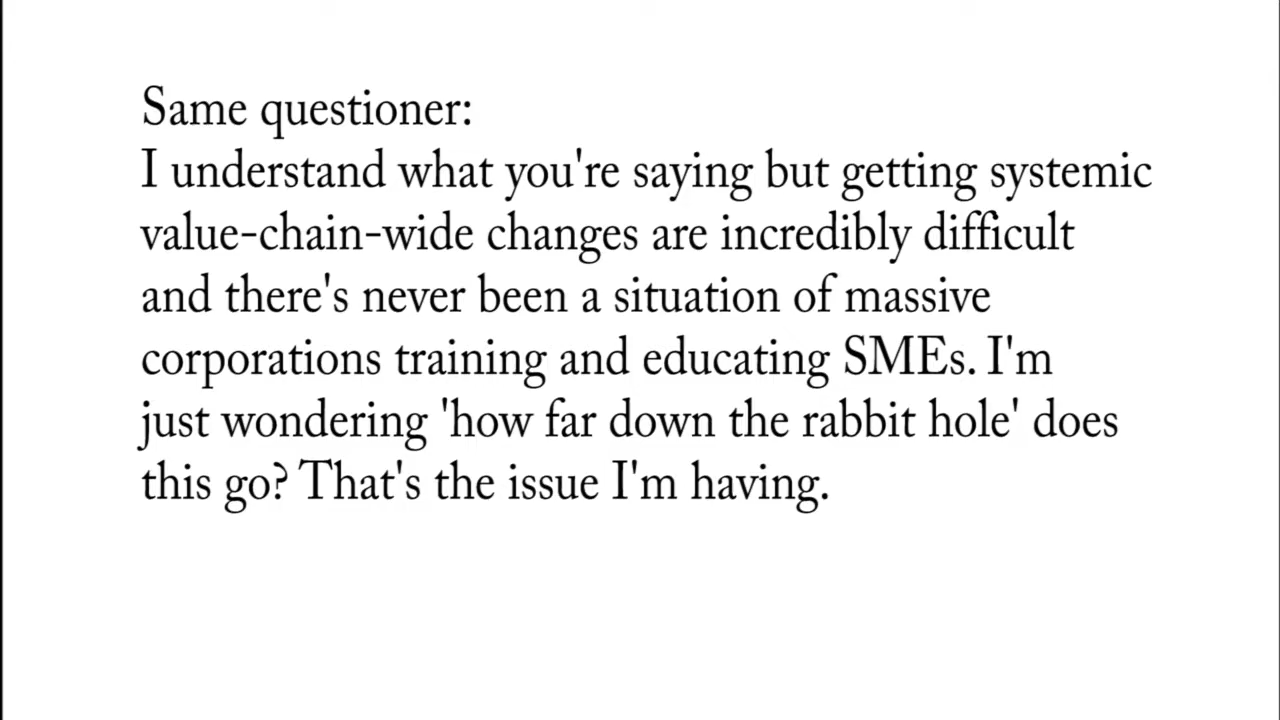 Same questioner:
I understand what you're saying but getting systemic
value-chain-wide changes are incredibly difficult
and there's never been a situation of massive
corporations training and educating SMEs. I'm
just wondering 'how far down the rabbit hole' does
this go? That's the issue I'm having.